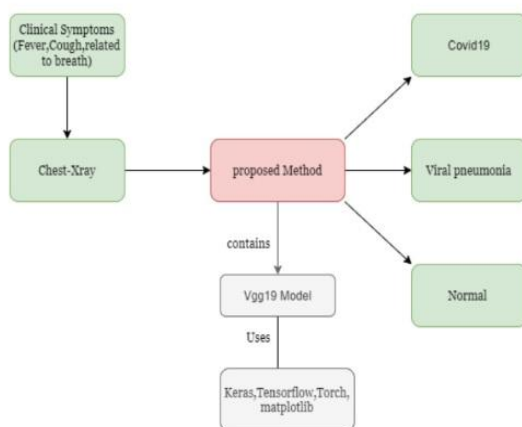 Clinical Symptoms
(Fever,Cough,related
to breath)
Covid19
Chest-Xray
proposed Method
Viral pneumonia
contains
Vgg19 Model
Normal
Uses
Keras,Tensorflow,Torch,
matplotlib